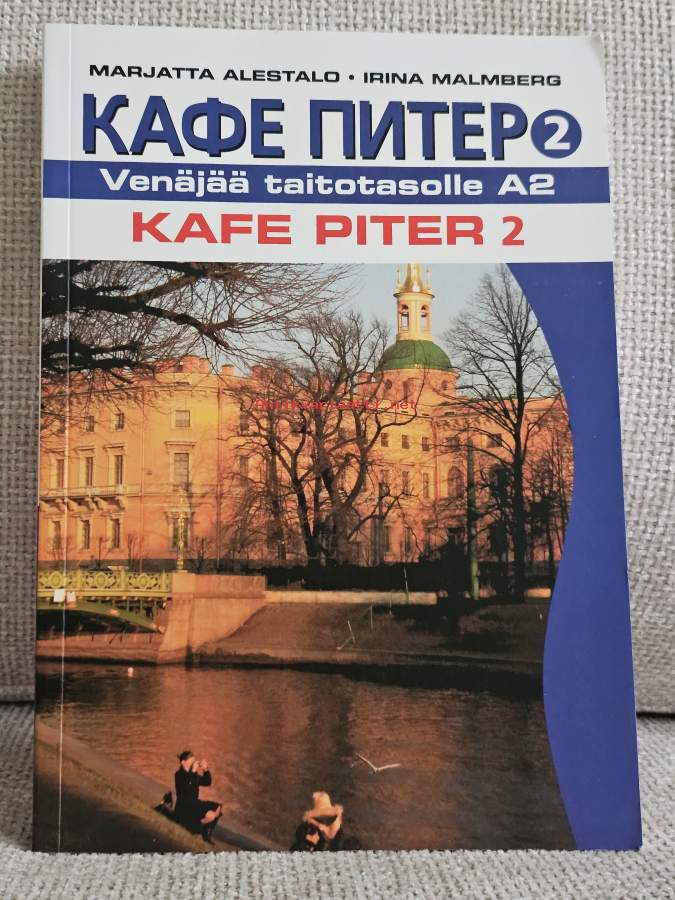 MARJATTA ALESTALO • IRINA MALMBERG
КАФЕ ПИТЕР 2
Venäjää taitotasolle A2
KAFE PITER 2